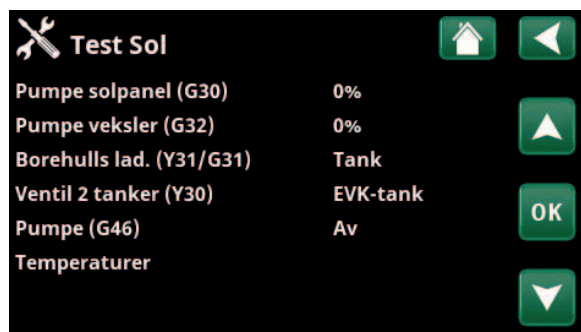 Test Sol
Pumpe solpanel (G30) 0%
Pumpe veksler (G32) 0%
Borehulls lad. (Y31/G31) Tank
Ventil 2 tanker (Y30) EVK-tank
Pumpe (G46) Av
Temperaturer
OK